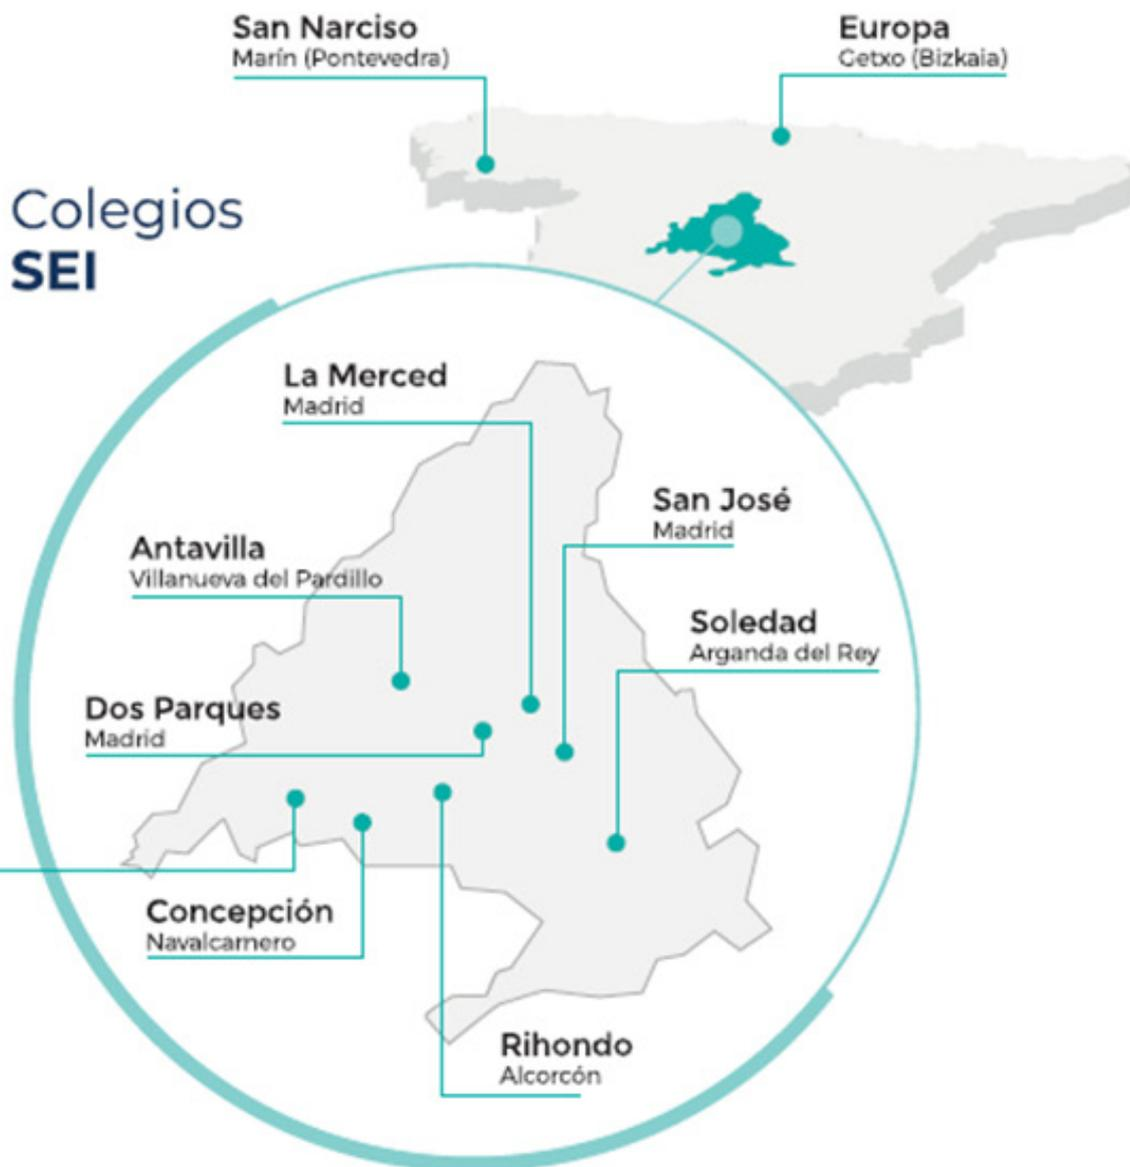 San Narciso
Marín (Pontevedra)
Europa
Getxo (Bizkaia)
Colegios
SEI
La Merced
Madrid
San José
Madrid
Antavilla
Villanueva del Pardillo
Soledad
Arganda del Rey
Dos Parques
Madrid
Concepción
Navalcarnero
Rihondo
Alcorcón